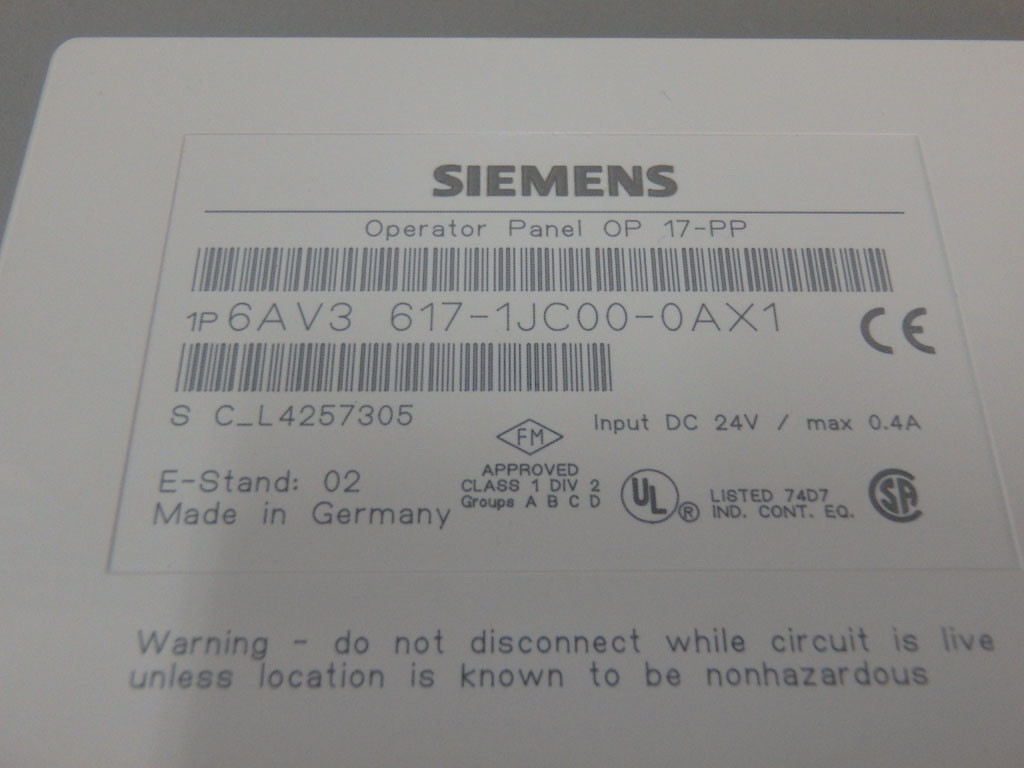 SIEMENS
Operator Panel OP 17-PP
1P 6AV3 617-1JC00-0AX1
CE
S C_L4257305
Input DC 24V / max 0.4A
FM
APPROVED
CLASS 1 DIV 2
Groups A B C D
E-Stand: 02
Made in Germany
UL ®
LISTED 74D7
IND. CONT. EQ.
SA
Warning - do not disconnect while circuit is live
unless location is known to be nonhazardous